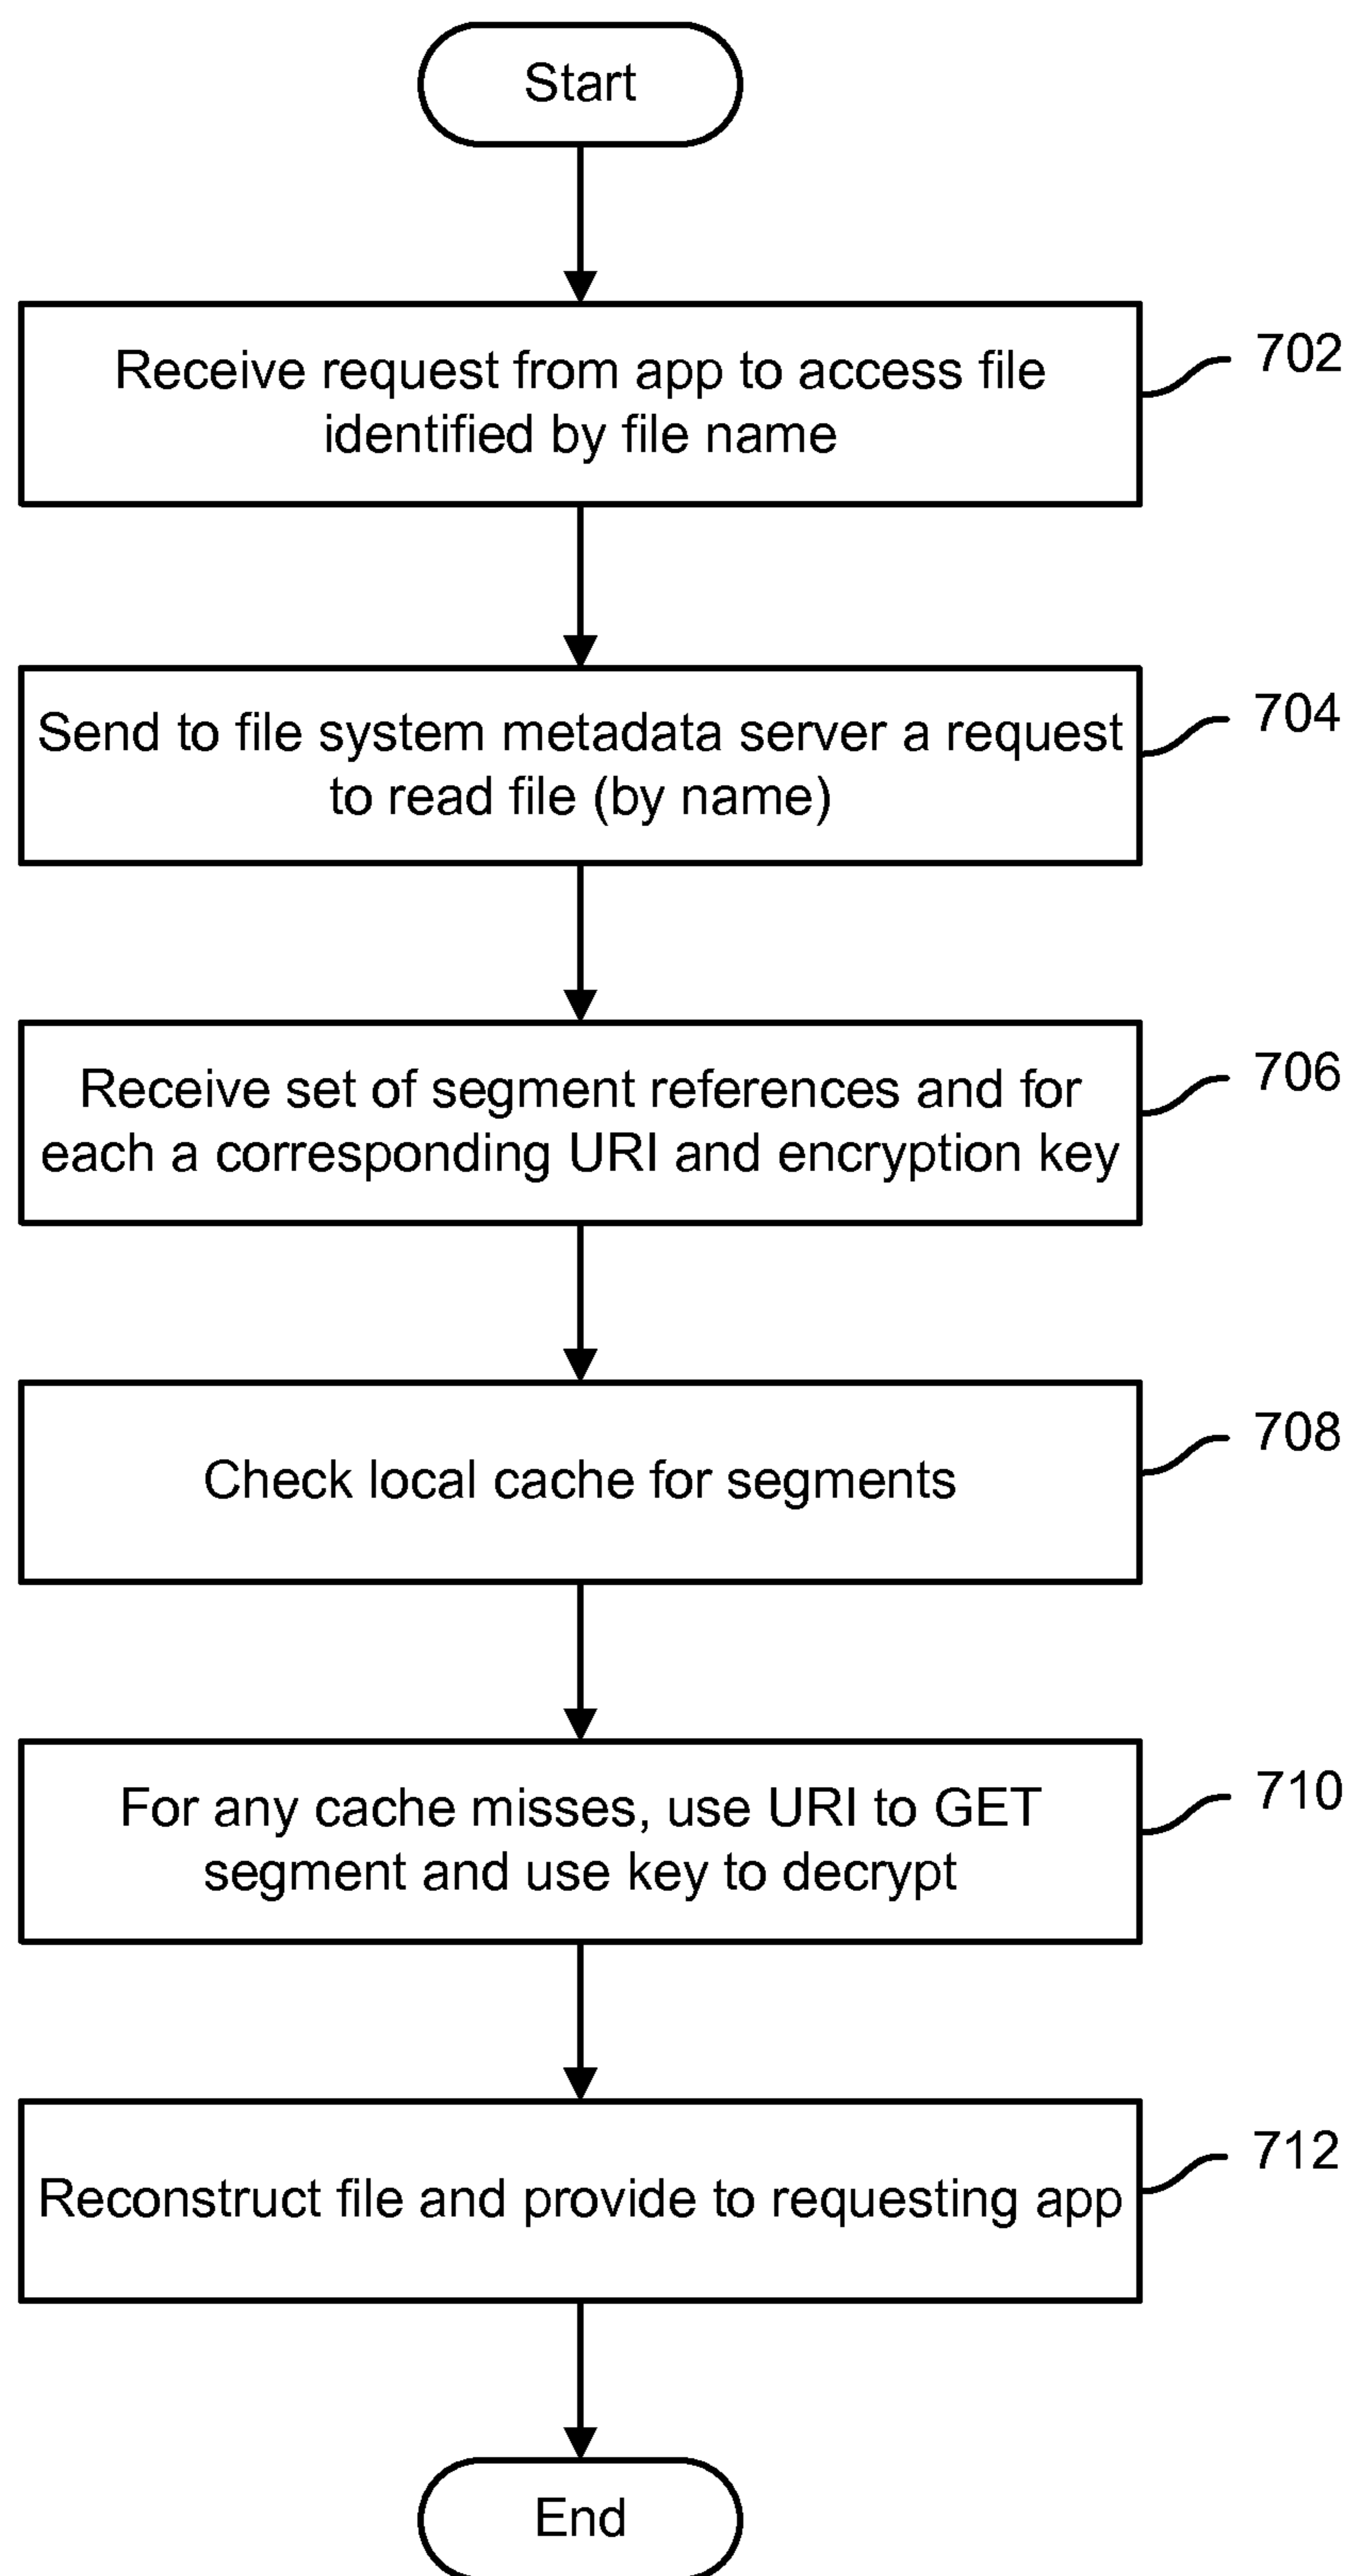 Start
Receive request from app to access file
identified by file name
702
Send to file system metadata server a request
to read file (by name)
704
Receive set of segment references and for
each a corresponding URI and encryption key
706
Check local cache for segments
708
For any cache misses, use URI to GET
segment and use key to decrypt
710
Reconstruct file and provide to requesting app
712
End